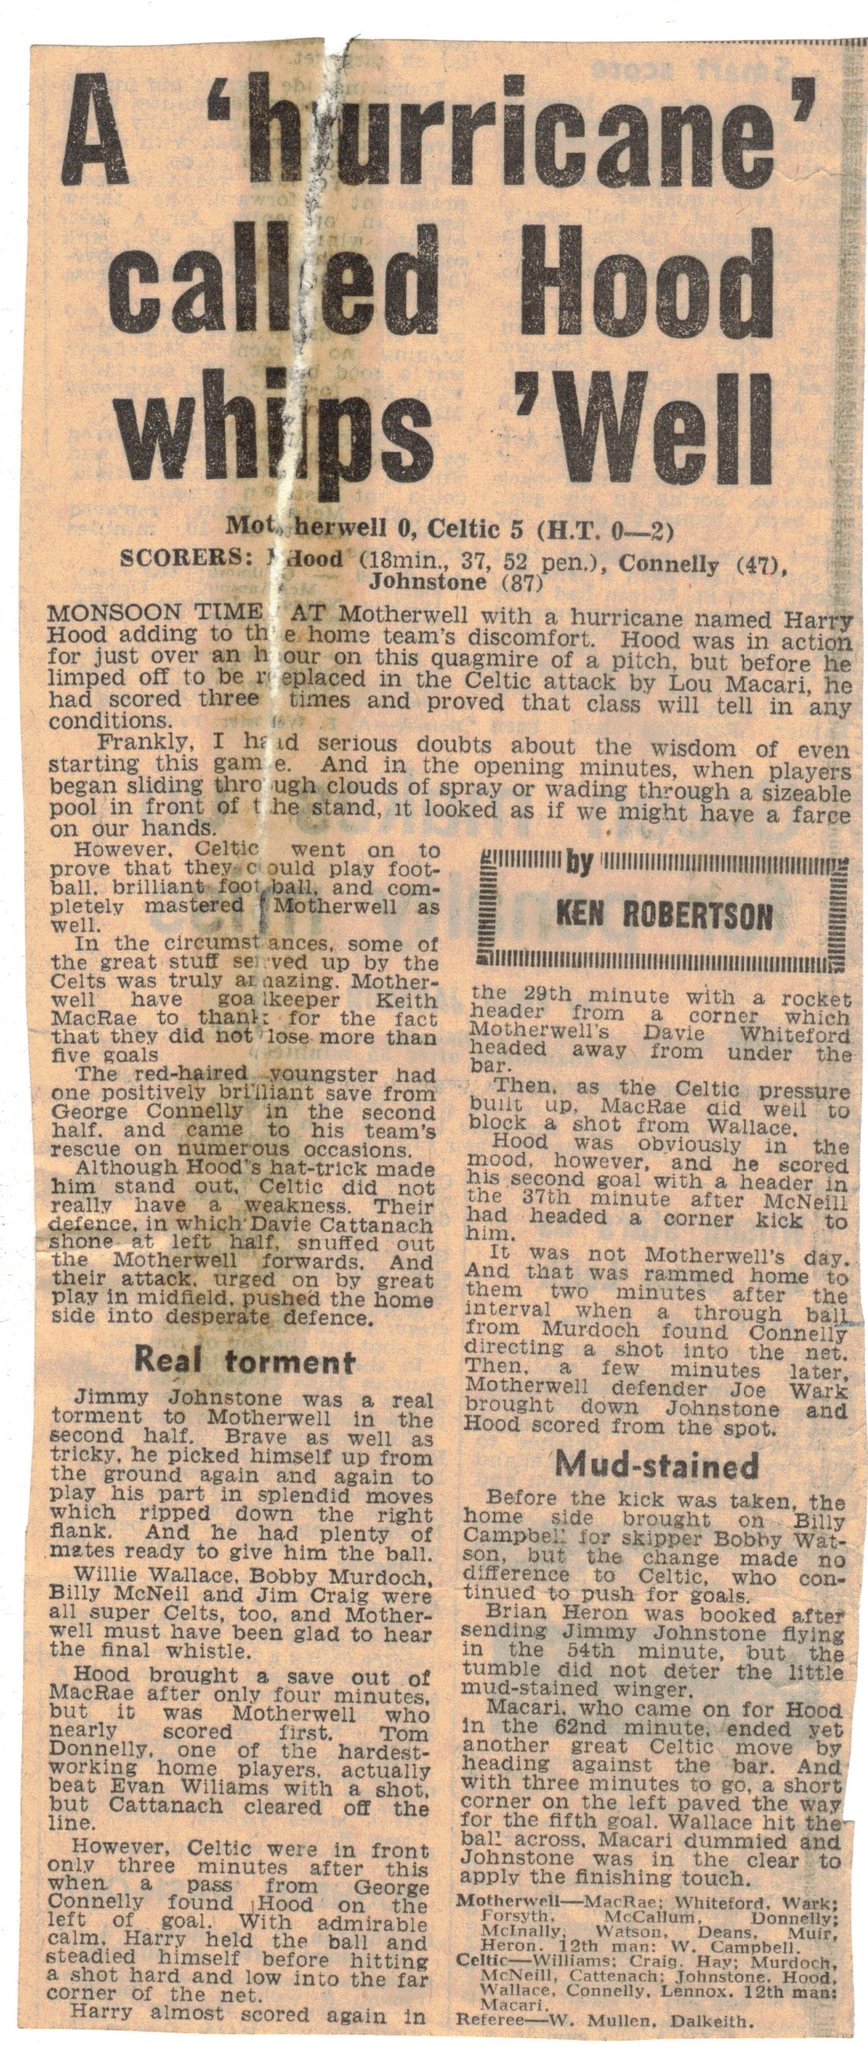 A 'hurricane'
called Hood
whips 'Well
Motherwell 0, Celtic 5 (H.T. 0—2)
SCORERS: Hood (18min., 37, 52 pen.), Connelly (47),
Johnstone (87)
MONSOON TIME AT Motherwell with a hurricane named Harry
Hood adding to the home team's discomfort. Hood was in action
for just over an hour on this quagmire of a pitch, but before he
limped off to be replaced in the Celtic attack by Lou Macari, he
had scored three times and proved that class will tell in any
conditions.
Frankly, I had serious doubts about the wisdom of even
starting this game. And in the opening minutes, when players
began sliding through clouds of spray or wading through a sizeable
pool in front of the stand, it looked as if we might have a farce
on our hands.
However, Celtic went on to
prove that they could play foot-
ball, brilliant football, and com-
pletely mastered Motherwell as
well.
In the circumstances, some of
the great stuff served up by the
Celts was truly amazing. Mother-
well have goalkeeper Keith
MacRae to thank for the fact
that they did not lose more than
five goals
The red-haired youngster had
one positively brilliant save from
George Connelly in the second
half, and came to his team's
rescue on numerous occasions.
Although Hood's hat-trick made
him stand out, Celtic did not
really have a weakness. Their
defence, in which Davie Cattanach
shone at left half, snuffed out
the Motherwell forwards. And
their attack, urged on by great
play in midfield, pushed the home
side into desperate defence.
Real torment
Jimmy Johnstone was a real
torment to Motherwell in the
second half. Brave as well as
tricky, he picked himself up from
the ground again and again to
play his part in splendid moves
which ripped down the right
flank. And he had plenty of
mates ready to give him the ball.
Willie Wallace, Bobby Murdoch,
Billy McNeil and Jim Craig were
all super Celts, too, and Mother-
well must have been glad to hear
the final whistle.
Hood brought a save out of
MacRae after only four minutes,
but it was Motherwell who
nearly scored first. Tom
Donnelly, one of the hardest-
working home players, actually
beat Evan Wiliams with a shot,
but Cattanach cleared off the
line.
However, Celtic were in front
only three minutes after this
when a pass from George
Connelly found Hood on the
left of goal. With admirable
calm, Harry held the ball and
steadied himself before hitting
a shot hard and low into the far
corner of the net.
Harry almost scored again in
by
KEN ROBERTSON
the 29th minute with a rocket
header from a corner which
Motherwell's Davie Whiteford
headed away from under the
bar.
Then, as the Celtic pressure
built up, MacRae did well to
block a shot from Wallace.
Hood was obviously in the
mood, however, and he scored
his second goal with a header in
the 37th minute after McNeill
had headed a corner kick to
him.
It was not Motherwell's day.
And that was rammed home to
them two minutes after the
interval when a through ball
from Murdoch found Connelly
directing a shot into the net.
Then, a few minutes later,
Motherwell defender Joe Wark
brought down Johnstone and
Hood scored from the spot.
Mud-stained
Before the kick was taken, the
home side brought on Billy
Campbell for skipper Bobby Wat-
son, but the change made no
difference to Celtic, who con-
tinued to push for goals.
Brian Heron was booked after
sending Jimmy Johnstone flying
in the 54th minute, but the
tumble did not deter the little
mud-stained winger.
Macari, who came on for Hood
in the 62nd minute, ended yet
another great Celtic move by
heading against the bar. And
with three minutes to go, a short
corner on the left paved the way
for the fifth goal. Wallace hit the
ball across, Macari dummied and
Johnstone was in the clear to
apply the finishing touch.
Motherwell—MacRae; Whiteford, Wark;
Forsyth, McCallum, Donnelly;
McInally, Watson, Deans, Muir,
Heron. 12th man: W. Campbell.
Celtic—Williams; Craig, Hay; Murdoch,
McNeill, Cattenach; Johnstone, Hood,
Wallace, Connelly, Lennox. 12th man:
Macari.
Referee—W. Mullen, Dalkeith.